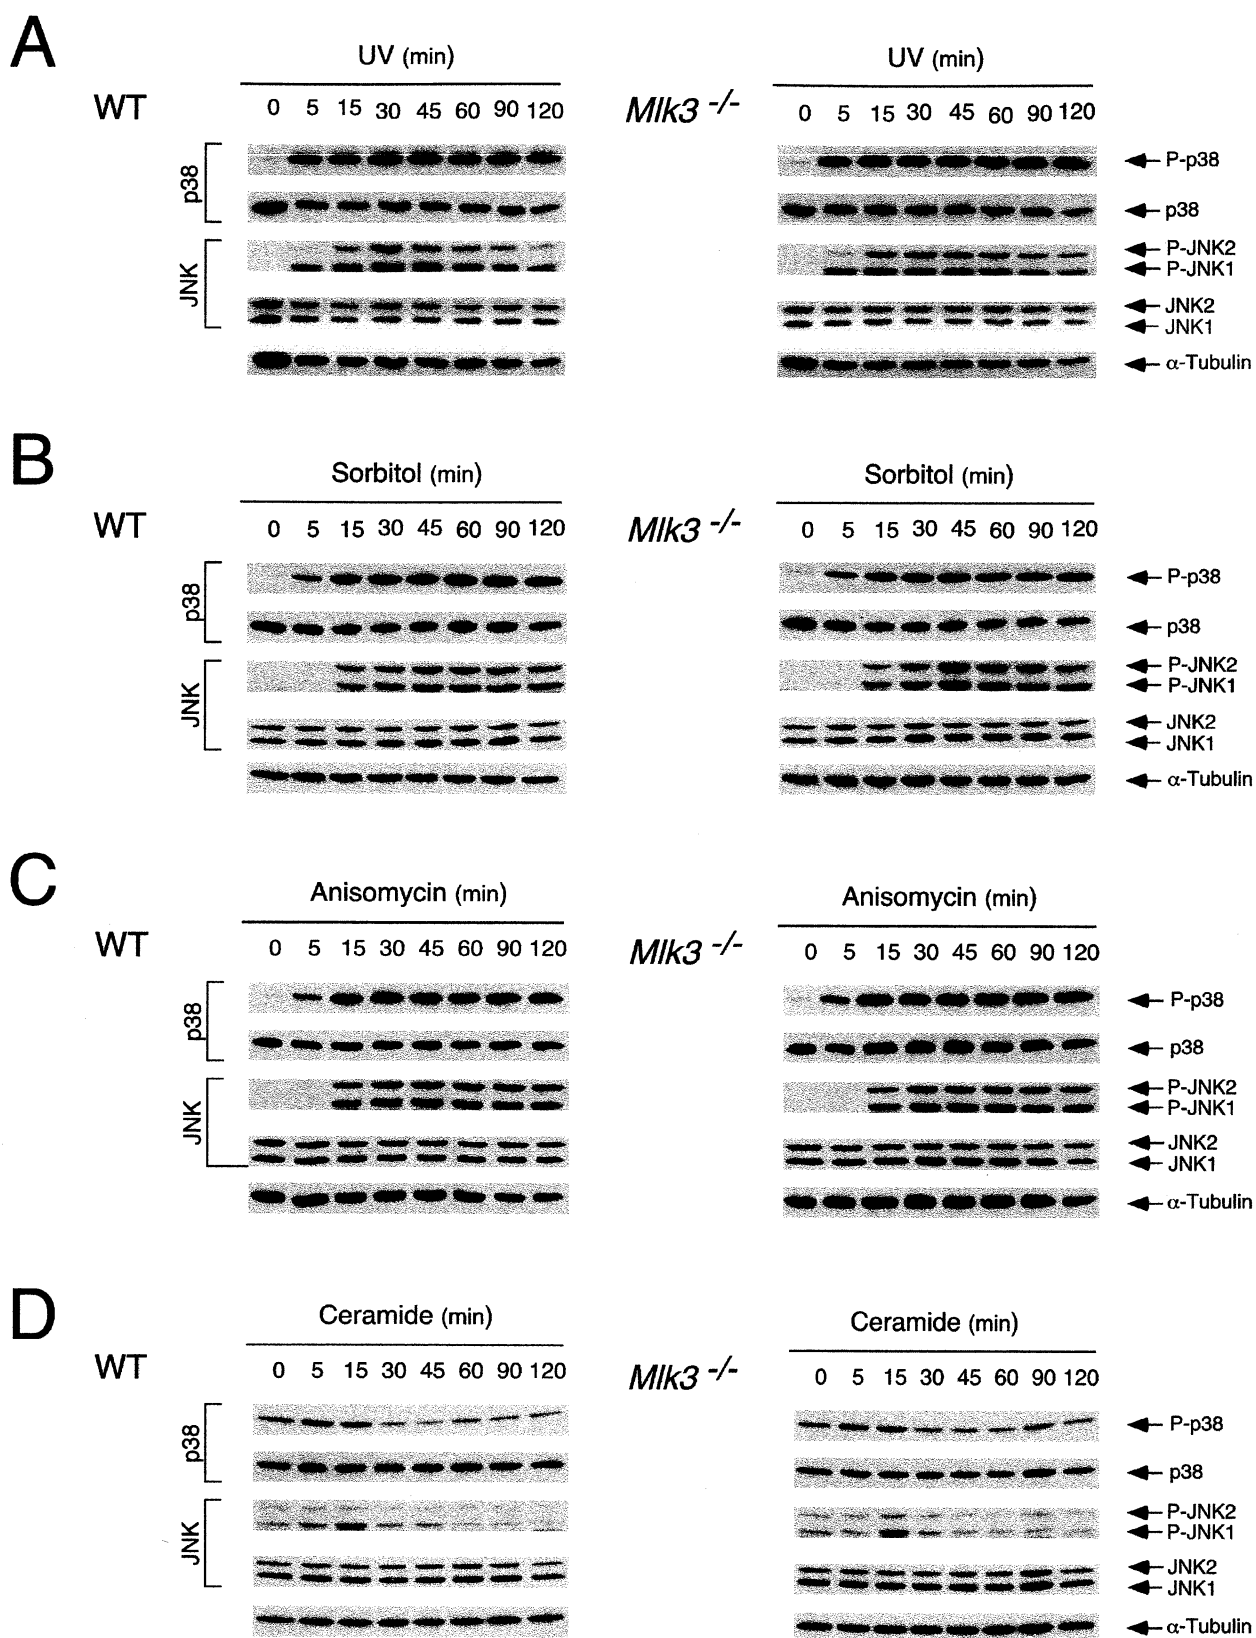 A
UV (min) UV (min)
WT 0 5 15 30 45 60 90 120 Mlk3 -/- 0 5 15 30 45 60 90 120
p38 P-p38
p38
JNK P-JNK2
P-JNK1
JNK2
JNK1
α-Tubulin
B
Sorbitol (min) Sorbitol (min)
WT 0 5 15 30 45 60 90 120 Mlk3 -/- 0 5 15 30 45 60 90 120
p38 P-p38
p38
JNK P-JNK2
P-JNK1
JNK2
JNK1
α-Tubulin
C
Anisomycin (min) Anisomycin (min)
WT 0 5 15 30 45 60 90 120 Mlk3 -/- 0 5 15 30 45 60 90 120
p38 P-p38
p38
JNK P-JNK2
P-JNK1
JNK2
JNK1
α-Tubulin
D
Ceramide (min) Ceramide (min)
WT 0 5 15 30 45 60 90 120 Mlk3 -/- 0 5 15 30 45 60 90 120
p38 P-p38
p38
JNK P-JNK2
P-JNK1
JNK2
JNK1
α-Tubulin